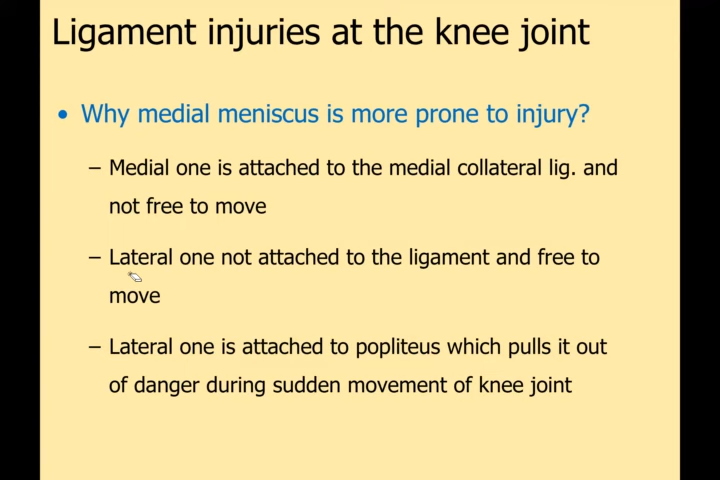 Ligament injuries at the knee joint
• Why medial meniscus is more prone to injury?
– Medial one is attached to the medial collateral lig. and
not free to move
– Lateral one not attached to the ligament and free to
move
– Lateral one is attached to popliteus which pulls it out
of danger during sudden movement of knee joint